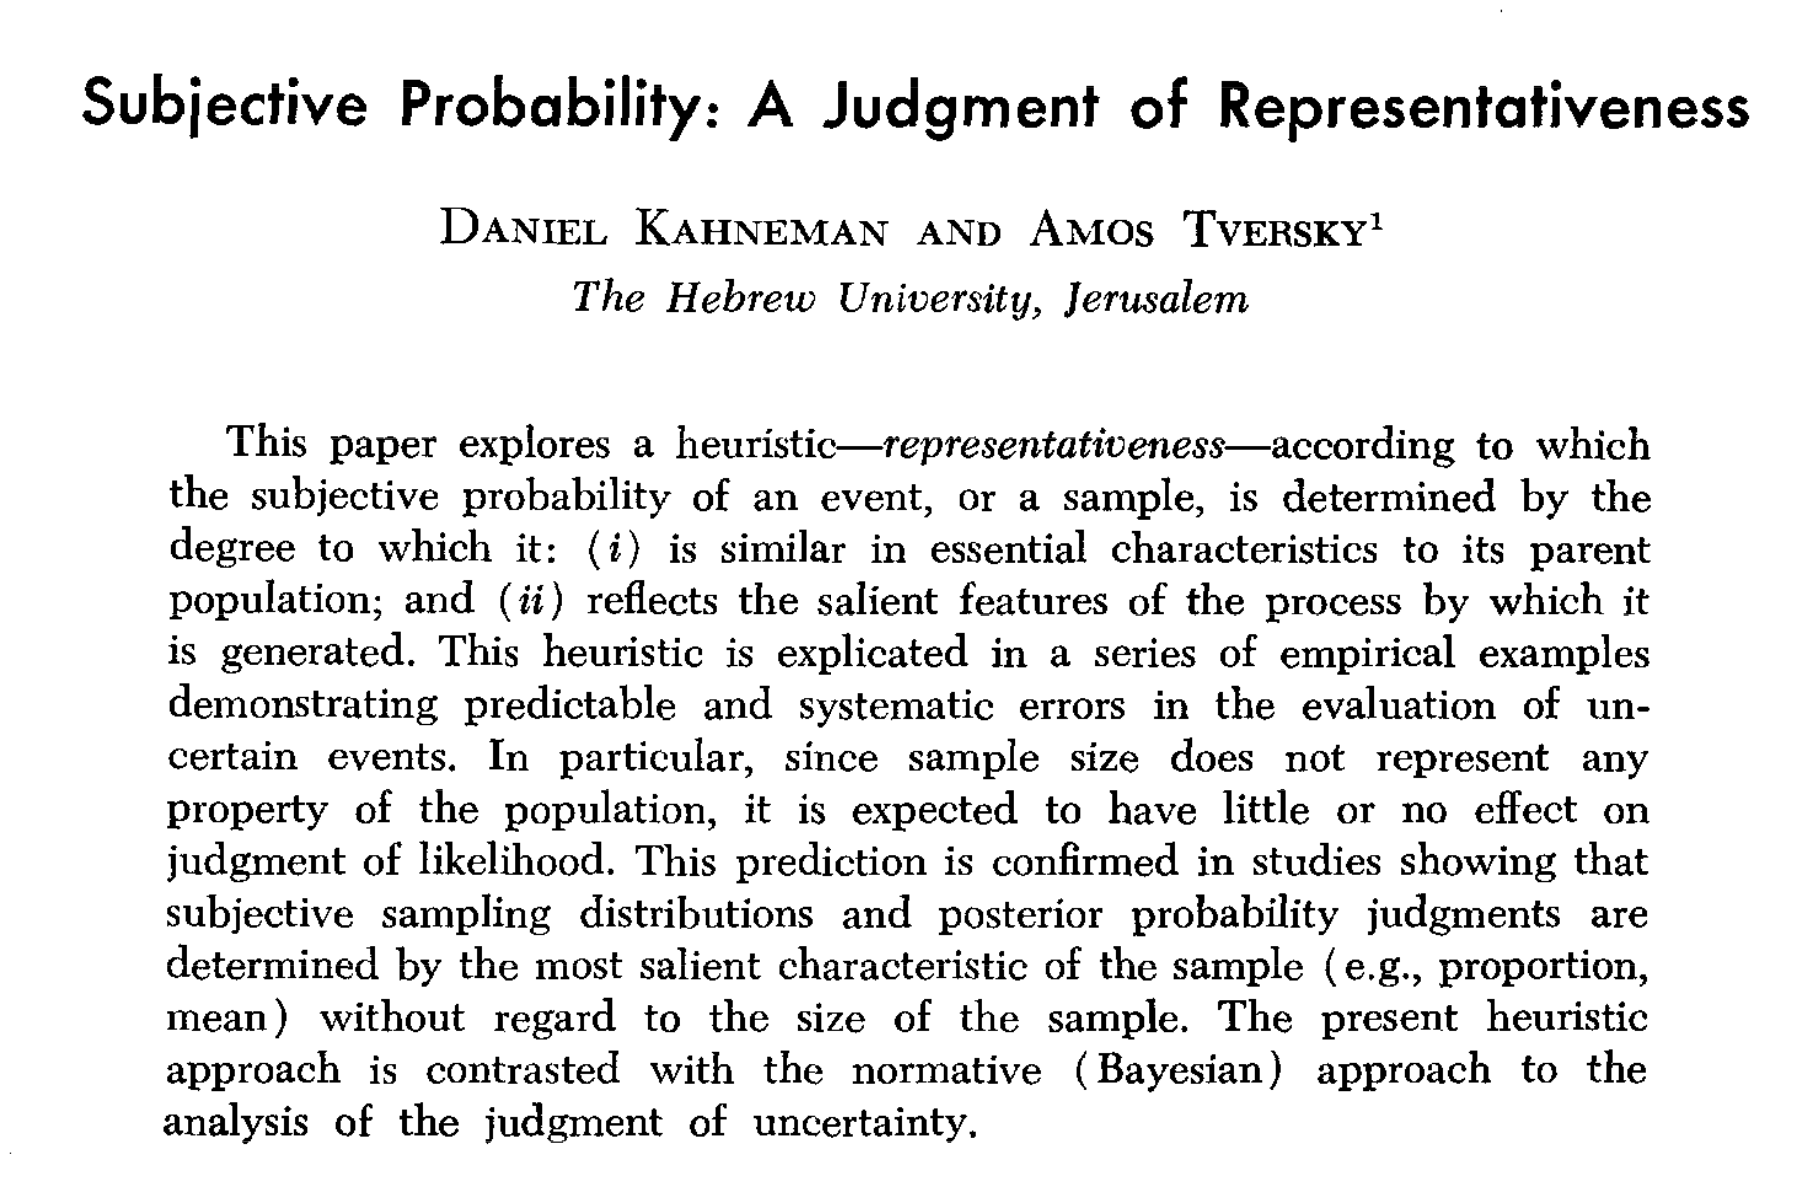 Subjective Probability: A Judgment of Representativeness
DANIEL KAHNEMAN AND AMOS TVERSKY¹
The Hebrew University, Jerusalem
This paper explores a heuristic—representativeness—according to which
the subjective probability of an event, or a sample, is determined by the
degree to which it: (i) is similar in essential characteristics to its parent
population; and (ii) reflects the salient features of the process by which it
is generated. This heuristic is explicated in a series of empirical examples
demonstrating predictable and systematic errors in the evaluation of un-
certain events. In particular, since sample size does not represent any
property of the population, it is expected to have little or no effect on
judgment of likelihood. This prediction is confirmed in studies showing that
subjective sampling distributions and posterior probability judgments are
determined by the most salient characteristic of the sample (e.g., proportion,
mean) without regard to the size of the sample. The present heuristic
approach is contrasted with the normative (Bayesian) approach to the
analysis of the judgment of uncertainty.